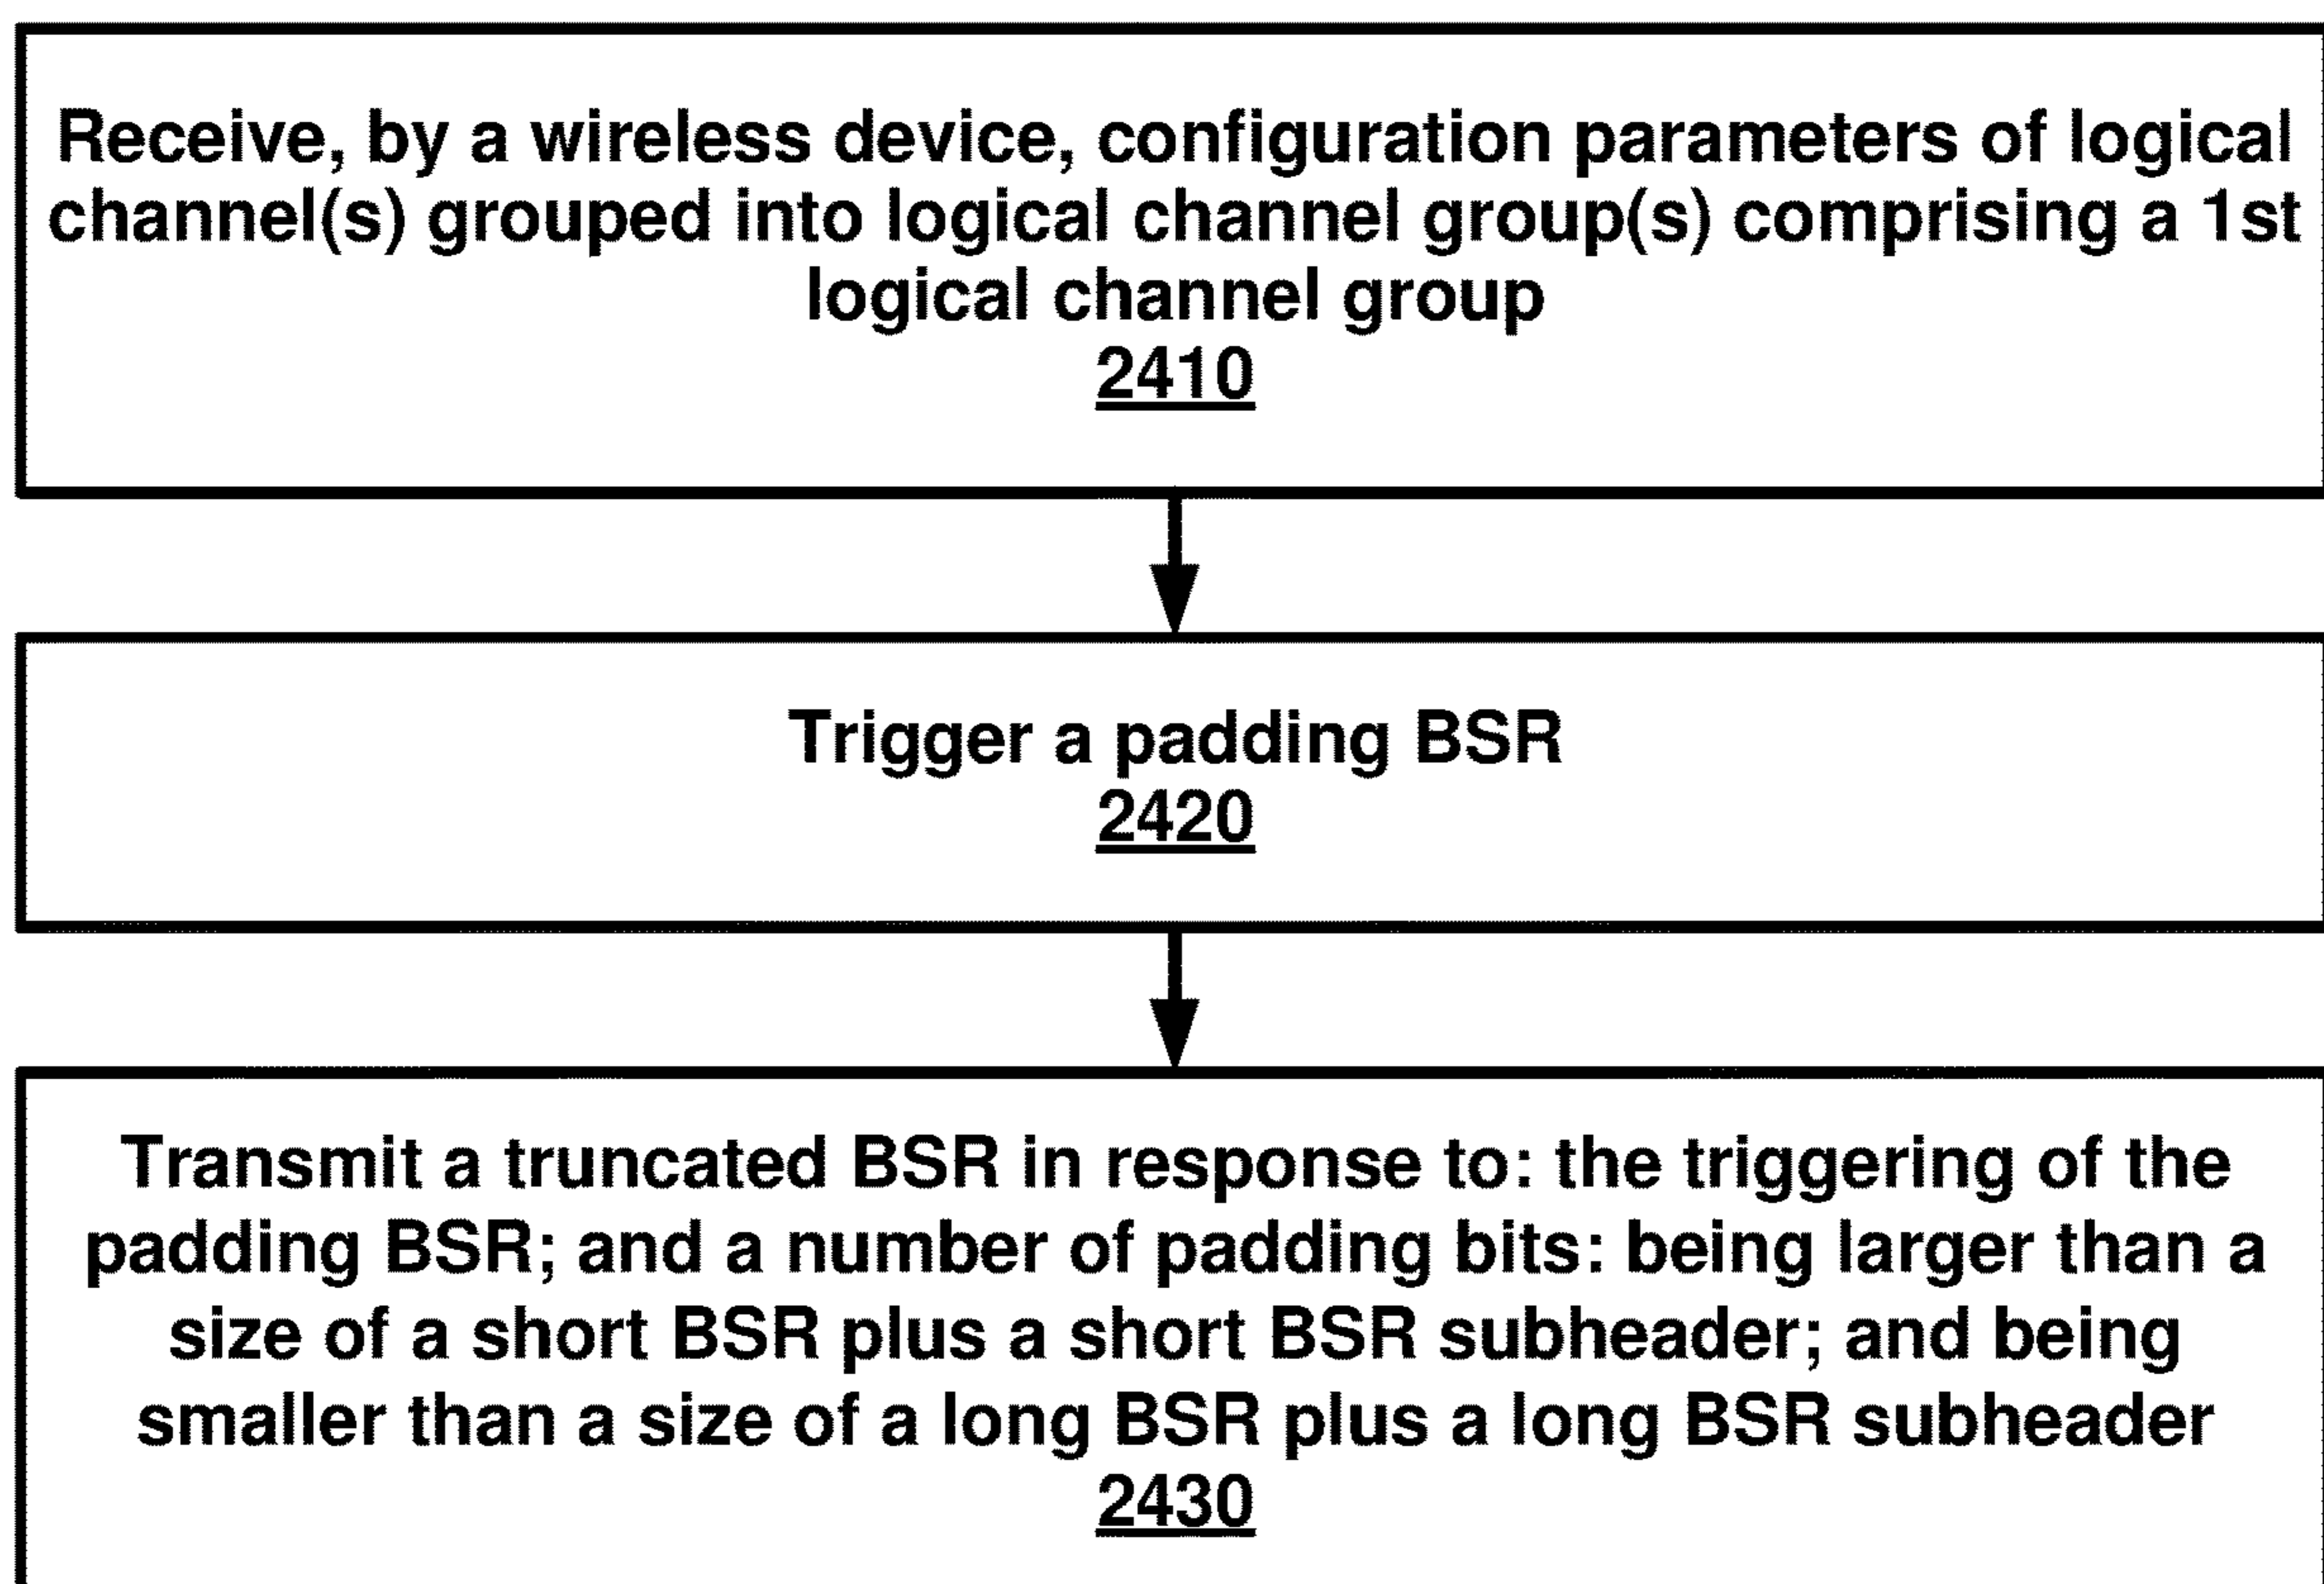 Receive, by a wireless device, configuration parameters of logical
channel(s) grouped into logical channel group(s) comprising a 1st
logical channel group
2410
Trigger a padding BSR
2420
Transmit a truncated BSR in response to: the triggering of the
padding BSR; and a number of padding bits: being larger than a
size of a short BSR plus a short BSR subheader; and being
smaller than a size of a long BSR plus a long BSR subheader
2430